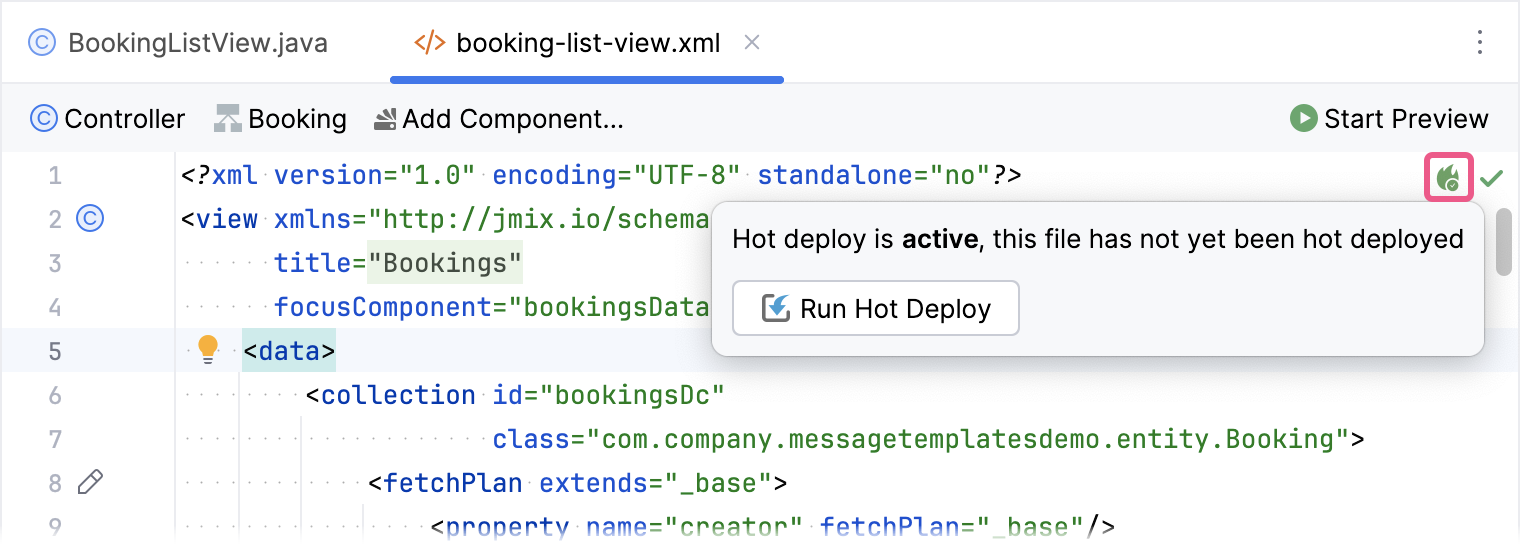 BookingListView.java booking-list-view.xml
Controller Booking Add Component... Start Preview
1 <?xml version="1.0" encoding="UTF-8" standalone="no"?>
2 <view xmlns="http://jmix.io/schema
Hot deploy is active, this file has not yet been hot deployed
3 title="Bookings"
4 focusComponent="bookingsData
Run Hot Deploy
5 <data>
6 <collection id="bookingsDc"
7 class="com.company.messagetemplatesdemo.entity.Booking">
8 <fetchPlan extends="_base">
9 <property name="creator" fetchPlan="_base"/>